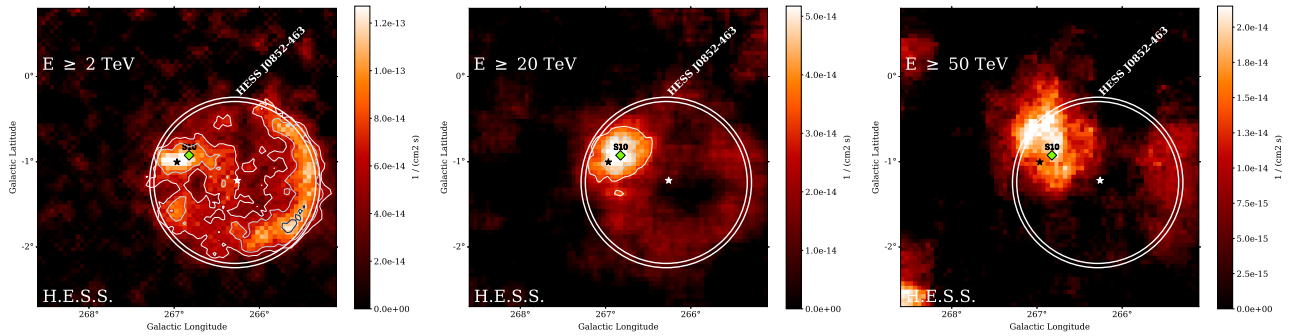 E ≥ 2 TeV
HESS J0852-463
S10
H.E.S.S.
0°
-1°
-2°
268°
267°
266°
Galactic Longitude
Galactic Latitude
1.2e-13
1.0e-13
8.0e-14
6.0e-14
4.0e-14
2.0e-14
0.0e+00
1 / (cm2 s)
E ≥ 20 TeV
HESS J0852-463
S10
H.E.S.S.
0°
-1°
-2°
268°
267°
266°
Galactic Longitude
Galactic Latitude
5.0e-14
4.0e-14
3.0e-14
2.0e-14
1.0e-14
0.0e+00
1 / (cm2 s)
E ≥ 50 TeV
HESS J0852-463
S10
H.E.S.S.
0°
-1°
-2°
268°
267°
266°
Galactic Longitude
Galactic Latitude
2.0e-14
1.8e-14
1.5e-14
1.2e-14
1.0e-14
7.5e-15
5.0e-15
2.5e-15
0.0e+00
1 / (cm2 s)